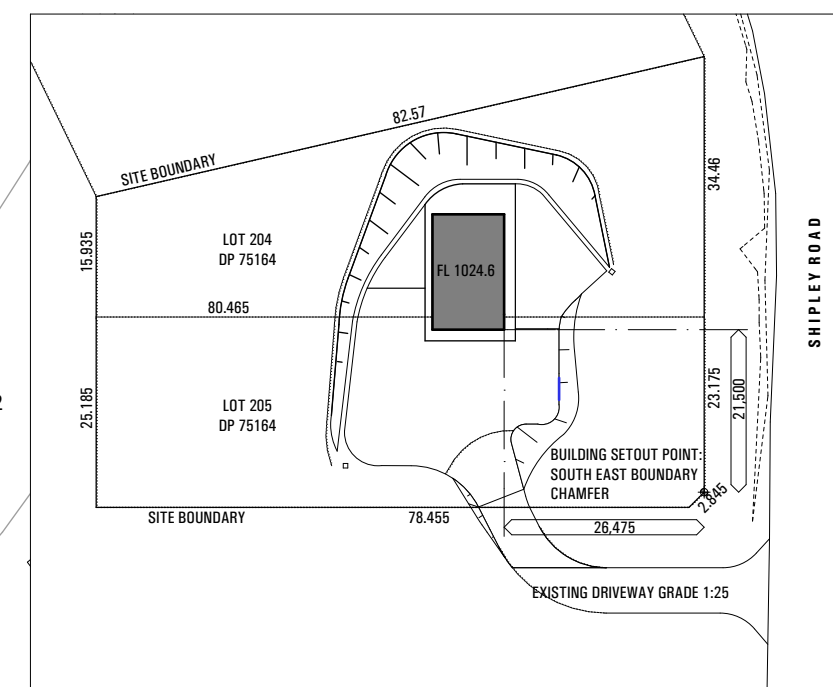 82.57
SITE BOUNDARY
34.46
15.935
LOT 204
DP 75164
FL 1024.6
SHIPLEY ROAD
80.465
25.185
LOT 205
DP 75164
23.175
21,500
2
BUILDING SETOUT POINT:
SOUTH EAST BOUNDARY
CHAMFER
2.845
SITE BOUNDARY
78.455
26,475
EXISTING DRIVEWAY GRADE 1:25